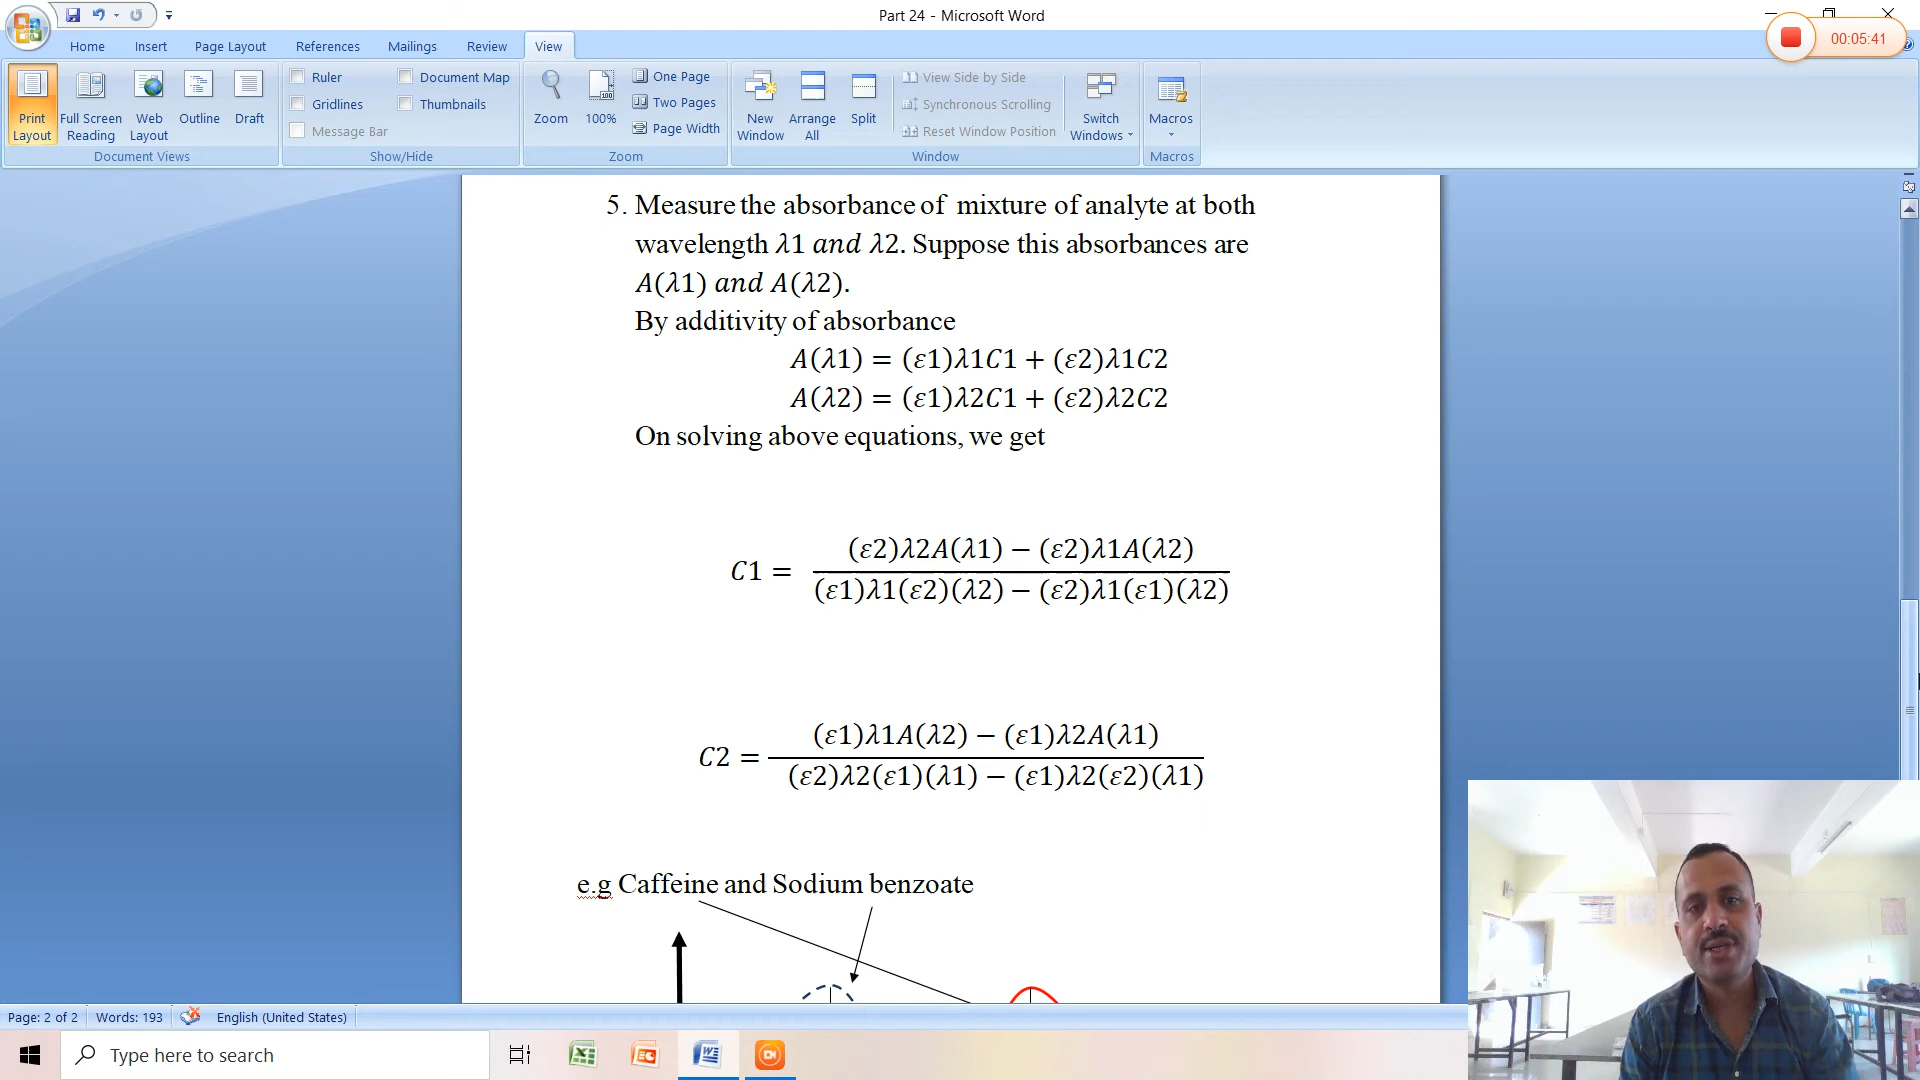 Part 24 - Microsoft Word
00:05:41
Home Insert Page Layout References Mailings Review View
Ruler Document Map One Page View Side by Side
Gridlines Thumbnails Two Pages Synchronous Scrolling
Message Bar Page Width Reset Window Position
Print Layout Full Screen Reading Web Layout Outline Draft Zoom 100% New Window Arrange All Split Switch Windows Macros
Document Views Show/Hide Zoom Window Macros
5. Measure the absorbance of mixture of analyte at both
wavelength λ1 and λ2. Suppose this absorbances are
A(λ1) and A(λ2).
By additivity of absorbance
A(λ1) = (ε1)λ1C1 + (ε2)λ1C2
A(λ2) = (ε1)λ2C1 + (ε2)λ2C2
On solving above equations, we get
(ε2)λ2A(λ1) − (ε2)λ1A(λ2)
C1 =
(ε1)λ1(ε2)(λ2) − (ε2)λ1(ε1)(λ2)
(ε1)λ1A(λ2) − (ε1)λ2A(λ1)
C2 =
(ε2)λ2(ε1)(λ1) − (ε1)λ2(ε2)(λ1)
e.g Caffeine and Sodium benzoate
Page: 2 of 2 Words: 193 English (United States)
Type here to search